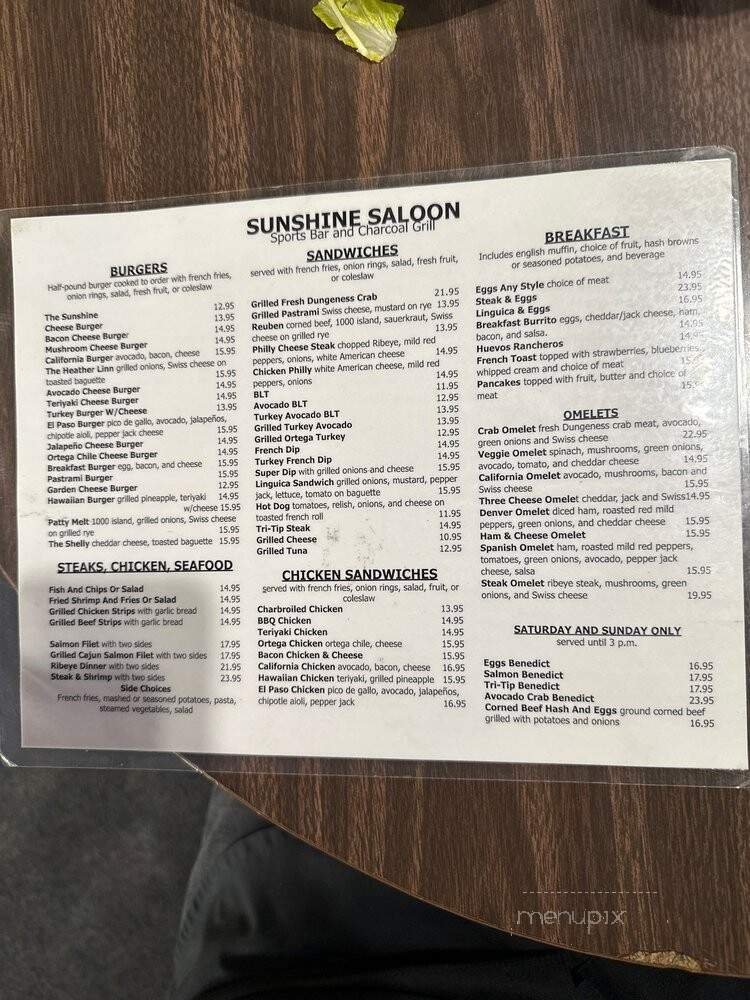 SUNSHINE SALOON
Sports Bar and Charcoal Grill
BURGERS
Half-pound burger cooked to order with french fries,
onion rings, salad, fresh fruit, or coleslaw
The Sunshine 12.95
Cheese Burger 13.95
Bacon Cheese Burger 14.95
Mushroom Cheese Burger 14.95
California Burger avocado, bacon, cheese 15.95
The Heather Linn grilled onions, Swiss cheese on
toasted baguette 15.95
Avocado Cheese Burger 14.95
Teriyaki Cheese Burger 14.95
Turkey Burger W/Cheese 13.95
El Paso Burger pico de gallo, avocado, jalapeños,
chipotle aioli, pepper jack cheese 15.95
Jalapeño Cheese Burger 14.95
Ortega Chile Cheese Burger 14.95
Breakfast Burger egg, bacon, and cheese 15.95
Pastrami Burger 15.95
Garden Cheese Burger 12.95
Hawaiian Burger grilled pineapple, teriyaki 14.95
w/cheese 15.95
Patty Melt 1000 island, grilled onions, Swiss cheese
on grilled rye 15.95
The Shelly cheddar cheese, toasted baguette 15.95
STEAKS, CHICKEN, SEAFOOD
Fish And Chips Or Salad 14.95
Fried Shrimp And Fries Or Salad 14.95
Grilled Chicken Strips with garlic bread 14.95
Grilled Beef Strips with garlic bread 14.95
Salmon Filet with two sides 17.95
Grilled Cajun Salmon Filet with two sides 17.95
Ribeye Dinner with two sides 21.95
Steak & Shrimp with two sides 23.95
Side Choices
French fries, mashed or seasoned potatoes, pasta,
steamed vegetables, salad
SANDWICHES
served with french fries, onion rings, salad, fresh fruit,
or coleslaw
Grilled Fresh Dungeness Crab 21.95
Grilled Pastrami Swiss cheese, mustard on rye 13.95
Reuben corned beef, 1000 island, sauerkraut, Swiss
cheese on grilled rye 13.95
Philly Cheese Steak chopped Ribeye, mild red
peppers, onions, white American cheese 14.95
Chicken Philly white American cheese, mild red
peppers, onions 14.95
BLT 11.95
Avocado BLT 12.95
Turkey Avocado BLT 13.95
Grilled Turkey Avocado 13.95
Grilled Ortega Turkey 12.95
French Dip 14.95
Turkey French Dip 14.95
Super Dip with grilled onions and cheese 15.95
Linguica Sandwich grilled onions, mustard, pepper
jack, lettuce, tomato on baguette 15.95
Hot Dog tomatoes, relish, onions, and cheese on
toasted french roll 11.95
Tri-Tip Steak 14.95
Grilled Cheese 10.95
Grilled Tuna 12.95
CHICKEN SANDWICHES
served with french fries, onion rings, salad, fruit, or
coleslaw
Charbroiled Chicken 13.95
BBQ Chicken 14.95
Teriyaki Chicken 14.95
Ortega Chicken ortega chile, cheese 15.95
Bacon Chicken & Cheese 15.95
California Chicken avocado, bacon, cheese 16.95
Hawaiian Chicken teriyaki, grilled pineapple 15.95
El Paso Chicken pico de gallo, avocado, jalapeños,
chipotle aioli, pepper jack 16.95
BREAKFAST
Includes english muffin, choice of fruit, hash browns
or seasoned potatoes, and beverage
Eggs Any Style choice of meat 14.95
Steak & Eggs 23.95
Linguica & Eggs 16.95
Breakfast Burrito eggs, cheddar/jack cheese, ham,
bacon, and salsa. 14.95
Huevos Rancheros
French Toast topped with strawberries, blueberries,
whipped cream and choice of meat
Pancakes topped with fruit, butter and choice of
meat
OMELETS
Crab Omelet fresh Dungeness crab meat, avocado,
green onions and Swiss cheese 22.95
Veggie Omelet spinach, mushrooms, green onions,
avocado, tomato, and cheddar cheese 14.95
California Omelet avocado, mushrooms, bacon and
Swiss cheese 15.95
Three Cheese Omelet cheddar, jack and Swiss 14.95
Denver Omelet diced ham, roasted red mild
peppers, green onions, and cheddar cheese 15.95
Ham & Cheese Omelet 15.95
Spanish Omelet ham, roasted mild red peppers,
tomatoes, green onions, avocado, pepper jack
cheese, salsa 15.95
Steak Omelet ribeye steak, mushrooms, green
onions, and Swiss cheese 19.95
SATURDAY AND SUNDAY ONLY
served until 3 p.m.
Eggs Benedict 16.95
Salmon Benedict 17.95
Tri-Tip Benedict 17.95
Avocado Crab Benedict 23.95
Corned Beef Hash And Eggs ground corned beef
grilled with potatoes and onions 16.95
menupix